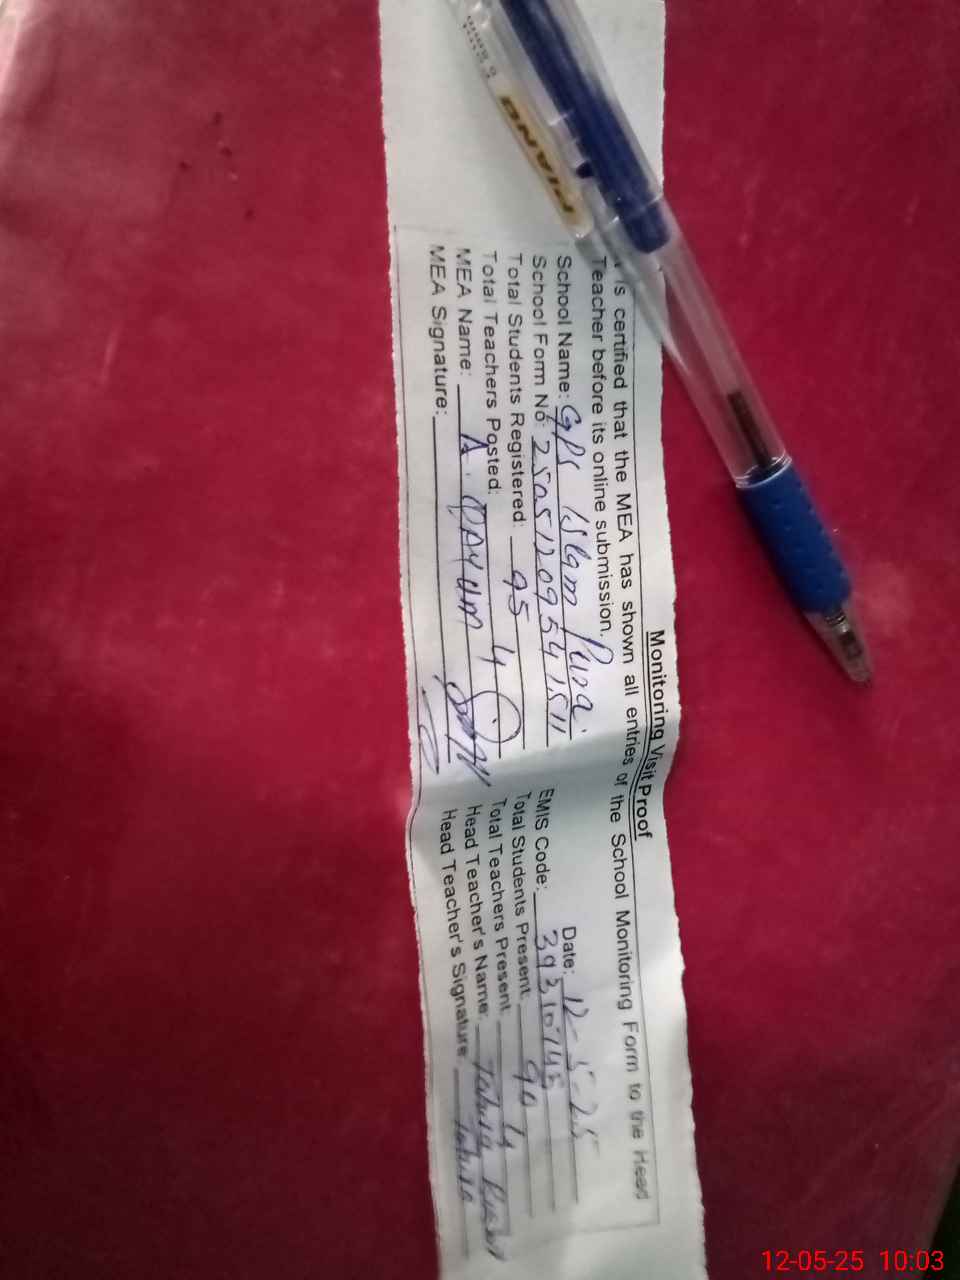 Monitoring Visit Proof
is certified that the MEA has shown all entries of the School Monitoring Form to the Head
Teacher before its online submission.
Date: 12-5-25
School Name: GPS Islam Pura
EMIS Code: 39310745
School Form No: 
Total Students Registered: 95
Total Students Present: 90
Total Teachers Posted: 4
Total Teachers Present: 4
MEA Name: A. QAYUM
Head Teacher's Name:
MEA Signature:
Head Teacher's Signature:
PIANO
12-05-25 10:03